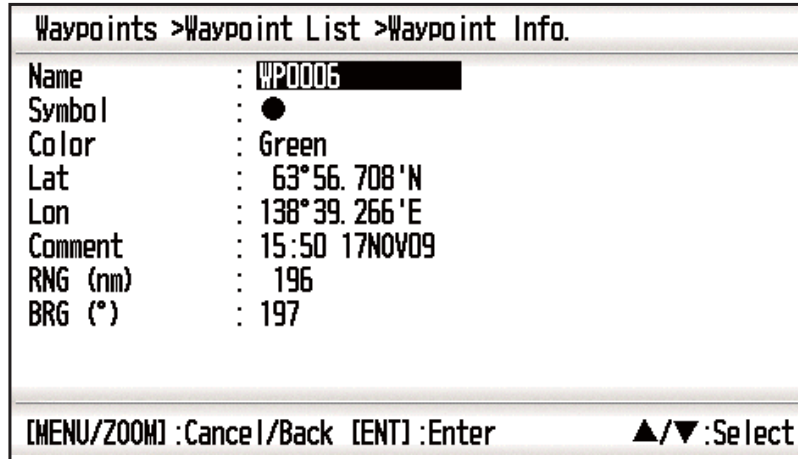 Waypoints >Waypoint List >Waypoint Info.
Name : WP0006
Symbol : ●
Color : Green
Lat : 63°56.708'N
Lon : 138°39.266'E
Comment : 15:50 17NOV09
RNG (nm) : 196
BRG (°) : 197
[MENU/ZOOM]:Cancel/Back [ENT]:Enter ▲/▼:Select